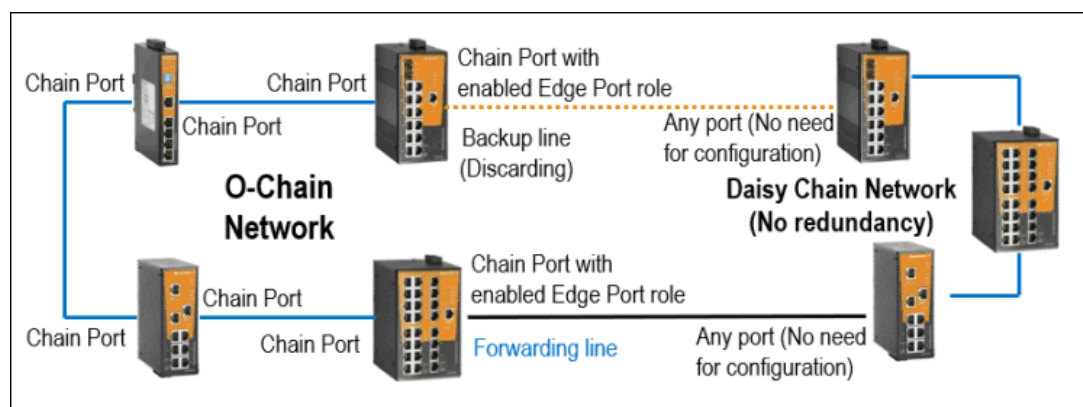 Chain Port
Chain Port
Chain Port
Chain Port with
enabled Edge Port role
Backup line
(Discarding)
Any port (No need
for configuration)
O-Chain
Network
Daisy Chain Network
(No redundancy)
Chain Port
Chain Port
Chain Port
Chain Port with
enabled Edge Port role
Forwarding line
Any port (No need
for configuration)